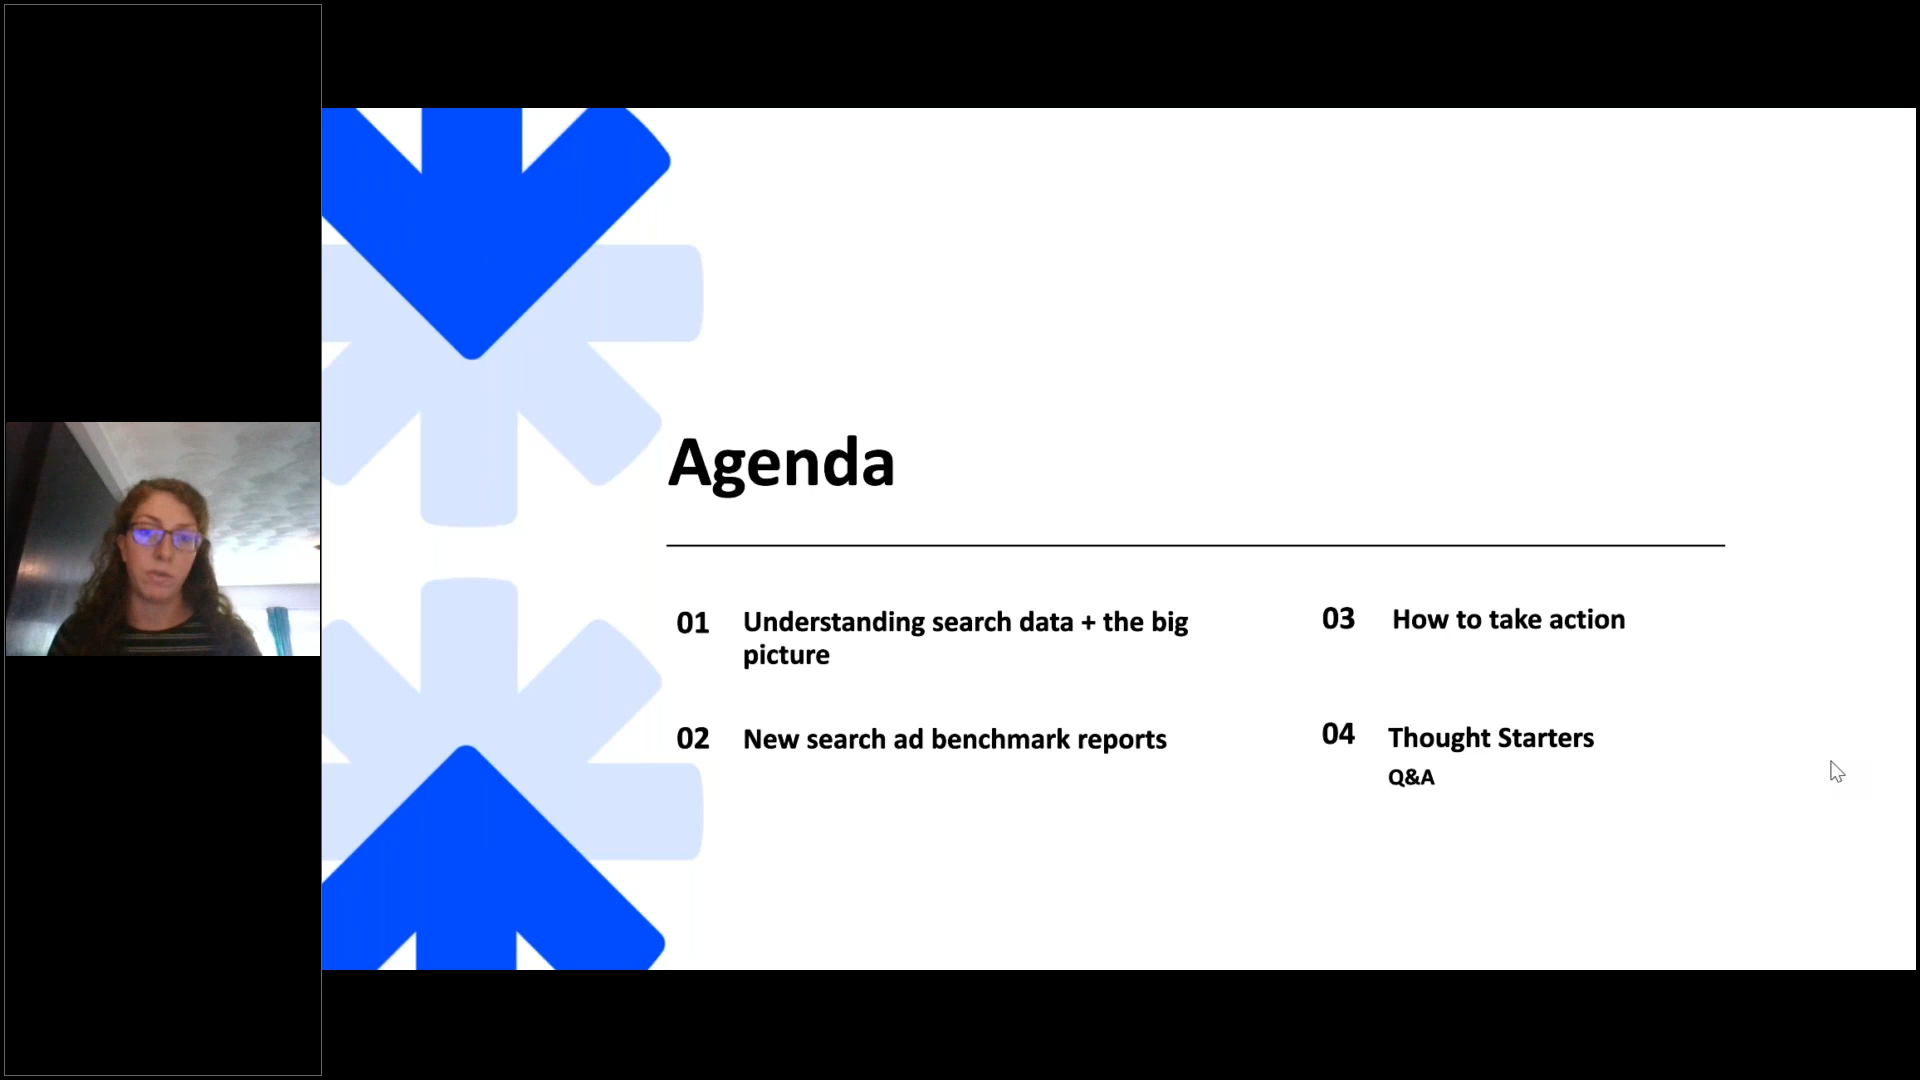 Agenda
01 Understanding search data + the big
picture
02 New search ad benchmark reports
03 How to take action
04 Thought Starters
Q&A